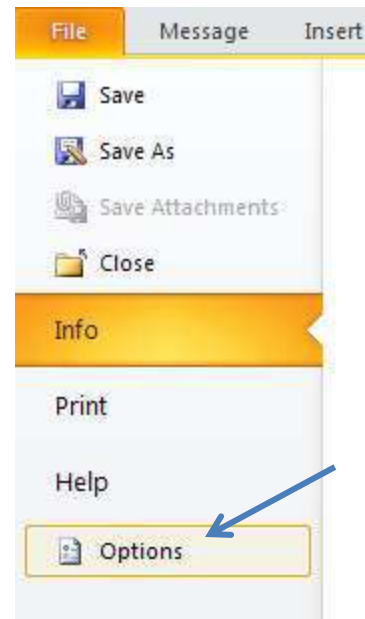 File Message Insert
Save
Save As
Save Attachments
Close
Info
Print
Help
Options